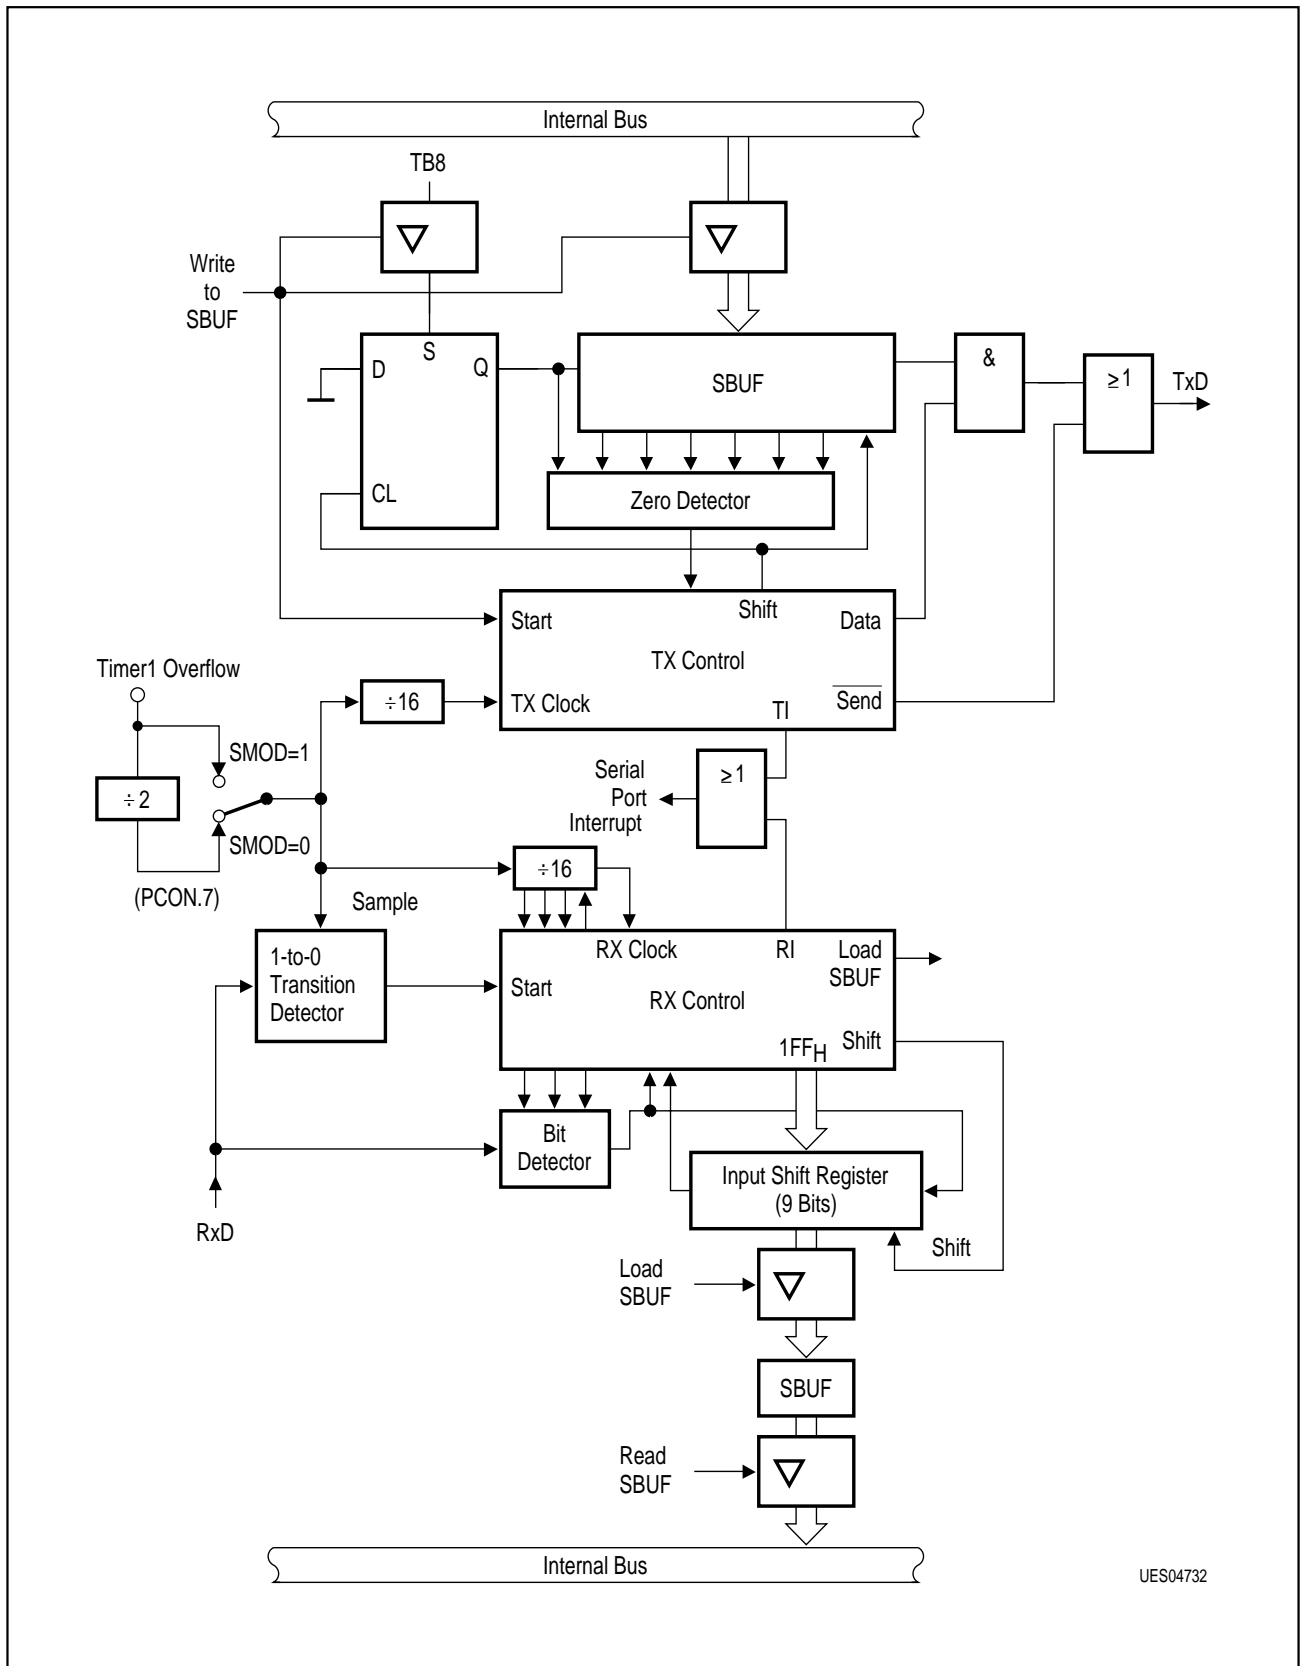 Internal Bus
TB8
Write
to
SBUF
D
S
Q
CL
SBUF
&
≥1
TxD
Zero Detector
Start
Shift
Data
TX Control
TX Clock
TI
Send
Timer1 Overflow
÷16
SMOD=1
÷2
SMOD=0
(PCON.7)
Serial
Port
Interrupt
≥1
÷16
Sample
1-to-0
Transition
Detector
RX Clock
RI
Load
SBUF
Start
RX Control
1FFH
Shift
Bit
Detector
Input Shift Register
(9 Bits)
RxD
Shift
Load
SBUF
SBUF
Read
SBUF
Internal Bus
UES04732